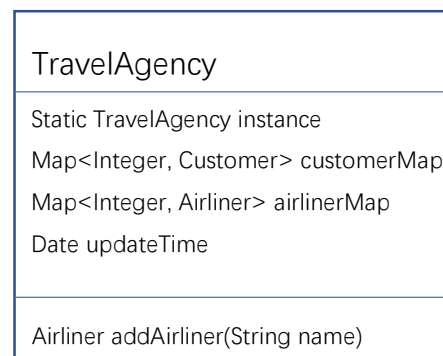 TravelAgency
Static TravelAgency instance
Map<Integer, Customer> customerMap
Map<Integer, Airliner> airlinerMap
Date updateTime
Airliner addAirliner(String name)